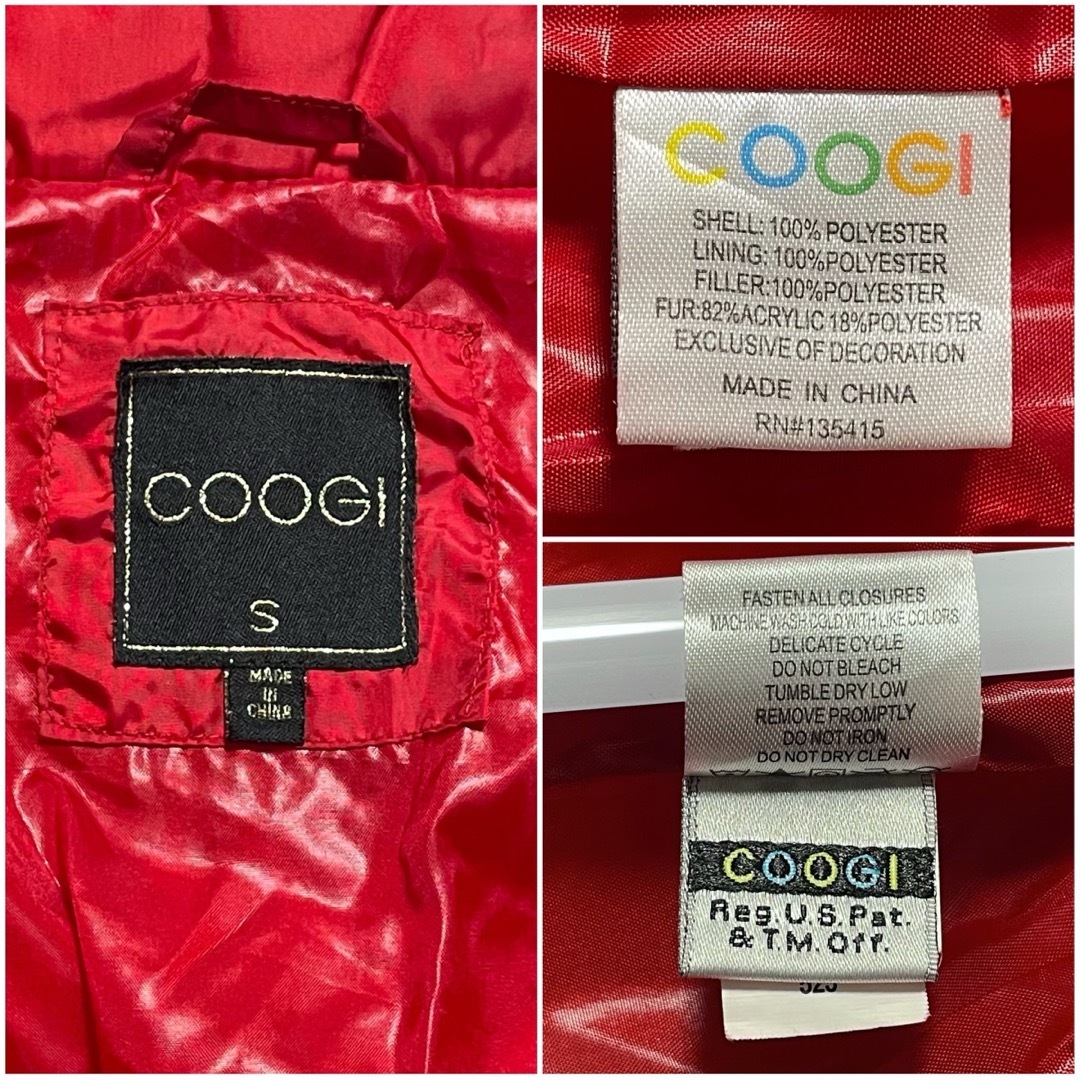 COOGI
S
MADE
IN
CHINA
COOGI
SHELL: 100% POLYESTER
LINING: 100%POLYESTER
FILLER:100%POLYESTER
FUR:82%ACRYLIC 18%POLYESTER
EXCLUSIVE OF DECORATION
MADE IN CHINA
RN#135415
FASTEN ALL CLOSURES
MACHINE WASH COLD WITH LIKE COLORS
DELICATE CYCLE
DO NOT BLEACH
TUMBLE DRY LOW
REMOVE PROMPTLY
DO NOT IRON
DO NOT DRY CLEAN
COOGI
Reg. U.S. Pat.
& T.M. Off.